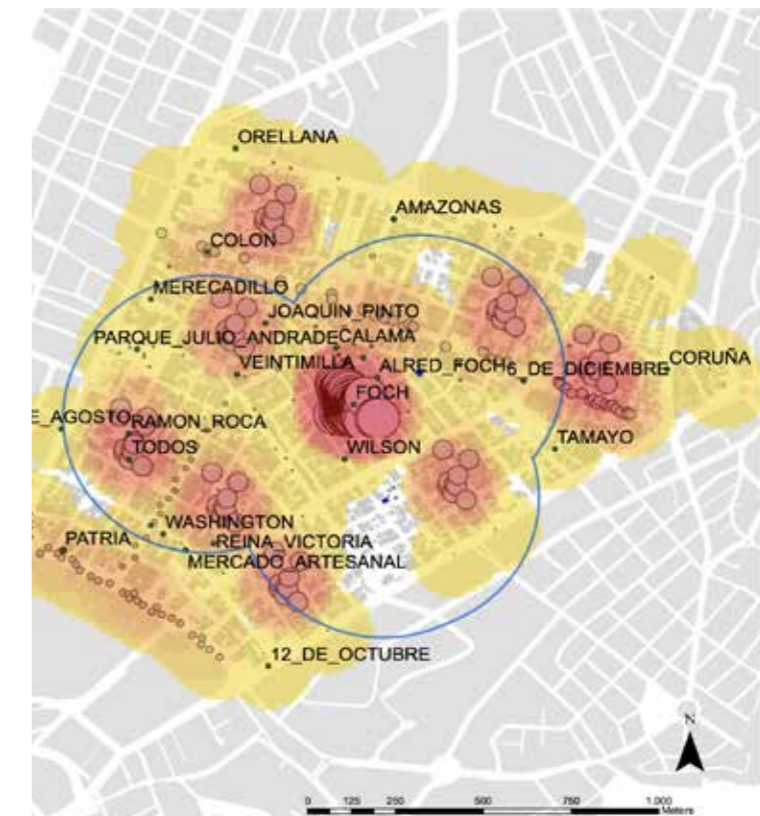 ORELLANA
AMAZONAS
COLON
MERECADILLO
JOAQUIN_PINTO
PARQUE_JULIO_ANDRADE
CALAMA
VEINTIMILLA
ALRED_FOCH
6_DE_DICIEMBRE
CORUÑA
FOCH
E_AGOSTO
RAMON_ROCA
TODOS
WILSON
TAMAYO
WASHINGTON
PATRIA
REINA_VICTORIA
MERCADO_ARTESANAL
12_DE_OCTUBRE
N
0 125 250 500 750 1.000
Meters